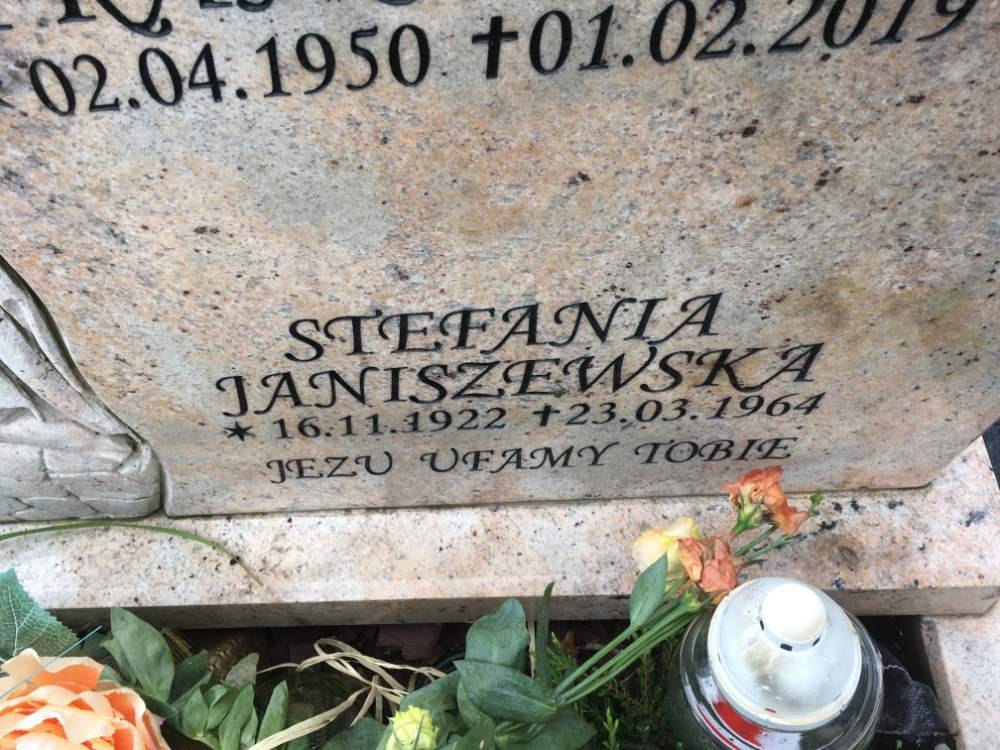 * 02.04.1950 † 01.02.2019
STEFANIA
JANISZEWSKA
* 16.11.1922 † 23.03.1964
JEZU UFAMY TOBIE